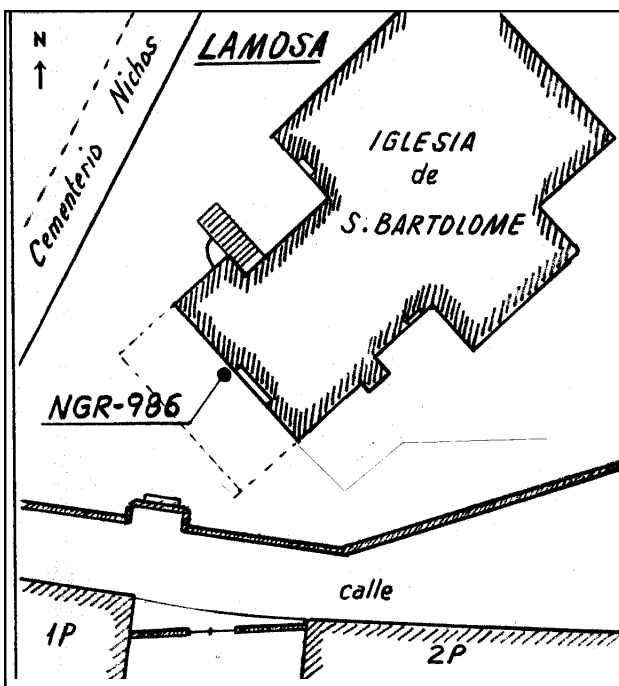 N
LAMOSA
Nichos
Cementerio
IGLESIA
de
S. BARTOLOME
NGR-986
calle
1P
2P